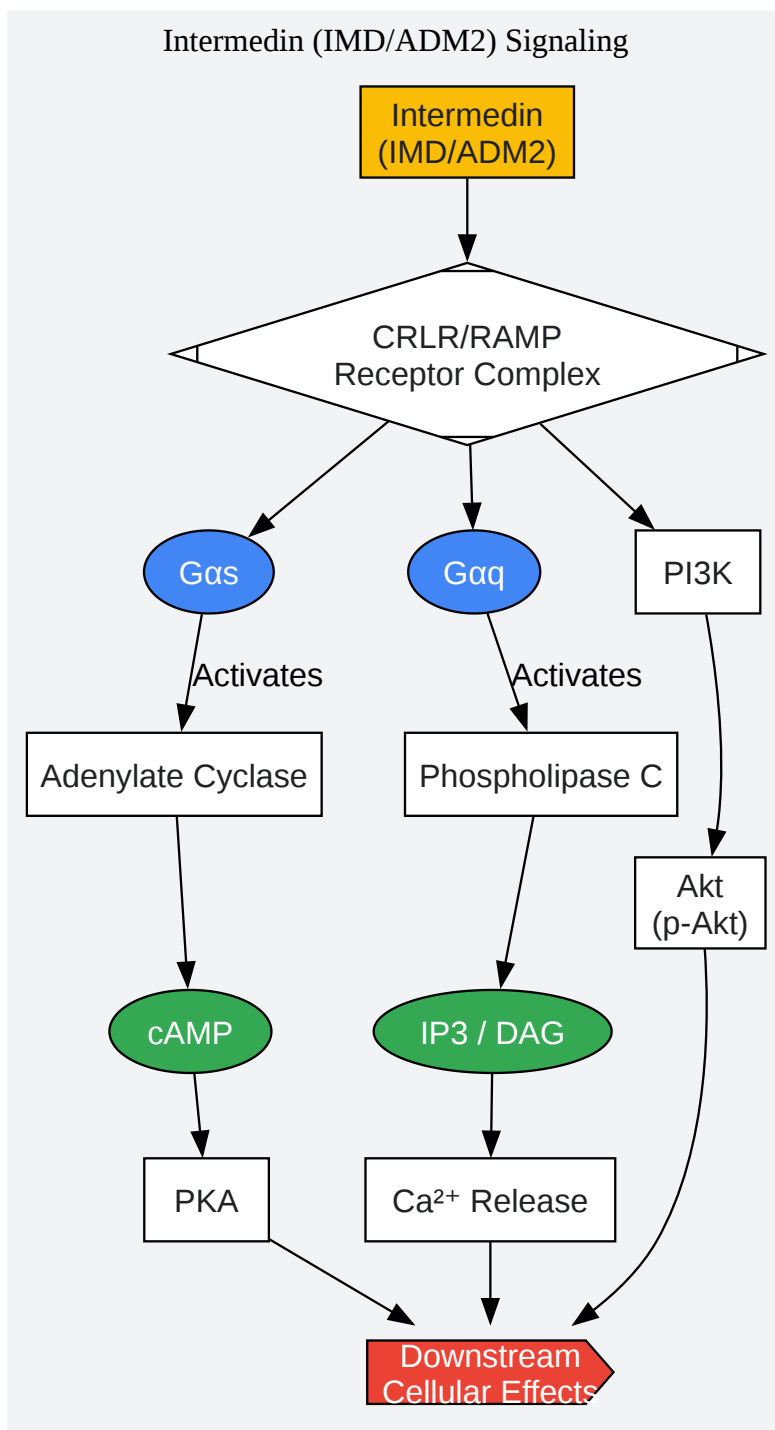 Intermedin (IMD/ADM2) Signaling
Intermedin
(IMD/ADM2)
CRLR/RAMP
Receptor Complex
Gαs
Gαq
PI3K
Activates
Activates
Adenylate Cyclase
Phospholipase C
Akt
(p-Akt)
cAMP
IP3 / DAG
PKA
Ca²⁺ Release
Downstream
Cellular Effects